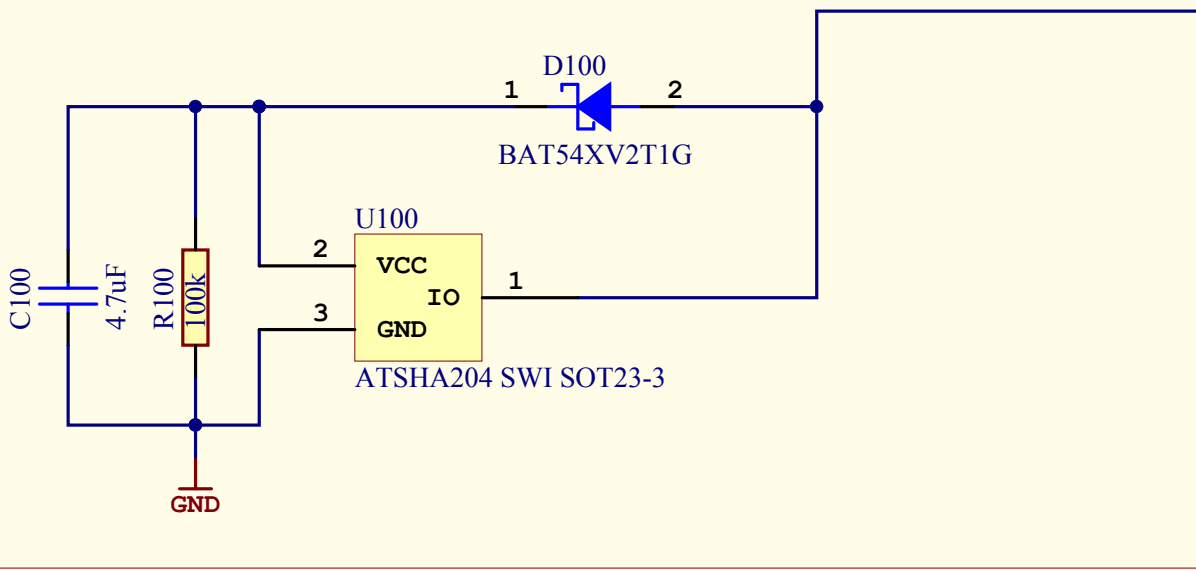 D100
1
2
BAT54XV2T1G
U100
2
VCC
IO
1
3
GND
ATSHA204 SWI SOT23-3
C100
4.7uF
R100
100k
GND